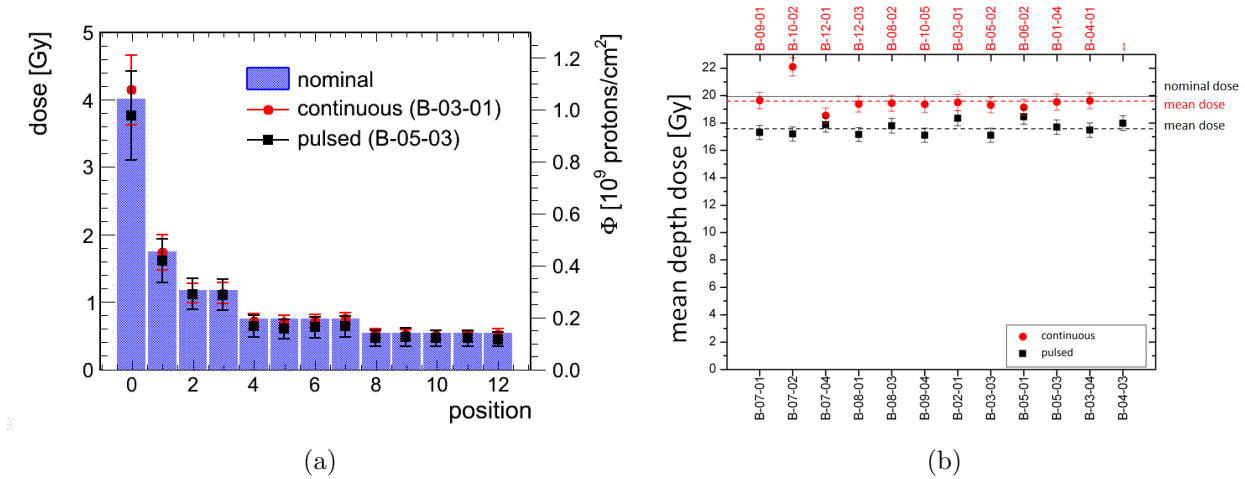 (a)
dose [Gy]
5
4
3
2
1
0
nominal
continuous (B-03-01)
pulsed (B-05-03)
0 2 4 6 8 10 12
position
1.2
1.0
0.8
0.6
0.4
0.2
0.0
Φ [10⁹ protons/cm²]
(a)
(b)
B-09-01 B-10-02 B-12-01 B-12-03 B-08-02 B-10-05 B-03-01 B-05-02 B-06-02 B-01-04 B-04-01 --
mean depth dose [Gy]
22
20
18
16
14
12
10
8
6
4
2
0
nominal dose
mean dose
mean dose
continuous
pulsed
B-07-01 B-07-02 B-07-04 B-08-01 B-08-03 B-09-04 B-02-01 B-03-03 B-05-01 B-05-03 B-03-04 B-04-03
(b)